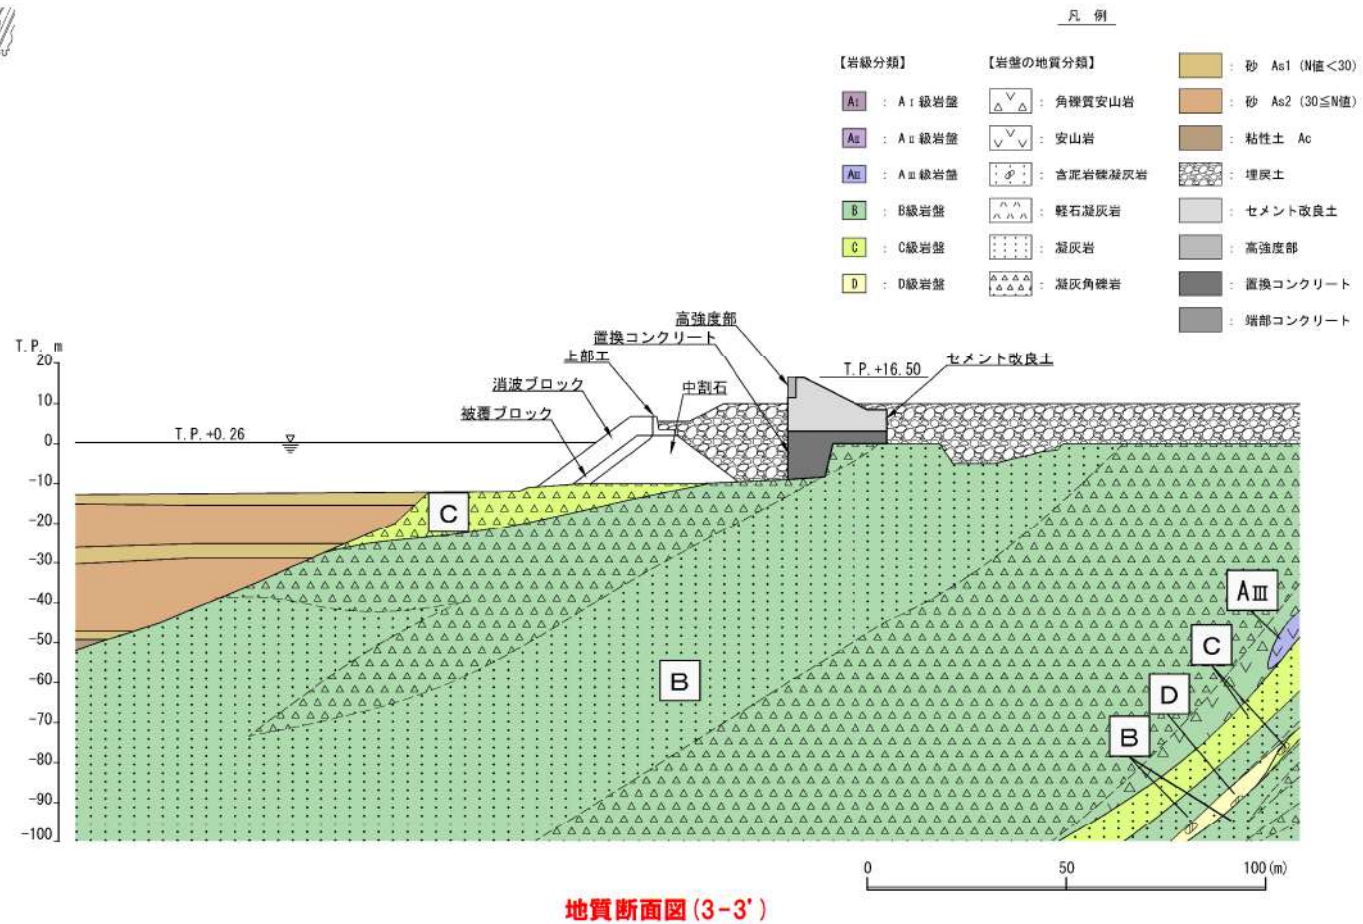 凡 例
【岩級分類】
AⅠ : AⅠ級岩盤
AⅡ : AⅡ級岩盤
AⅢ : AⅢ級岩盤
B : B級岩盤
C : C級岩盤
D : D級岩盤
【岩盤の地質分類】
: 角礫質安山岩
: 安山岩
: 含泥岩礫凝灰岩
: 軽石凝灰岩
: 凝灰岩
: 凝灰角礫岩
: 砂 As1 (N値<30)
: 砂 As2 (30≦N値)
: 粘性土 Ac
: 埋戻土
: セメント改良土
: 高強度部
: 置換コンクリート
: 端部コンクリート
T.P. m
20
10
0
-10
-20
-30
-40
-50
-60
-70
-80
-90
-100
T.P.+0.26
高強度部
置換コンクリート
上部工
消波ブロック
中割石
被覆ブロック
T.P.+16.50
セメント改良土
C
B
AⅢ
C
D
B
0 50 100(m)
地質断面図(3-3')